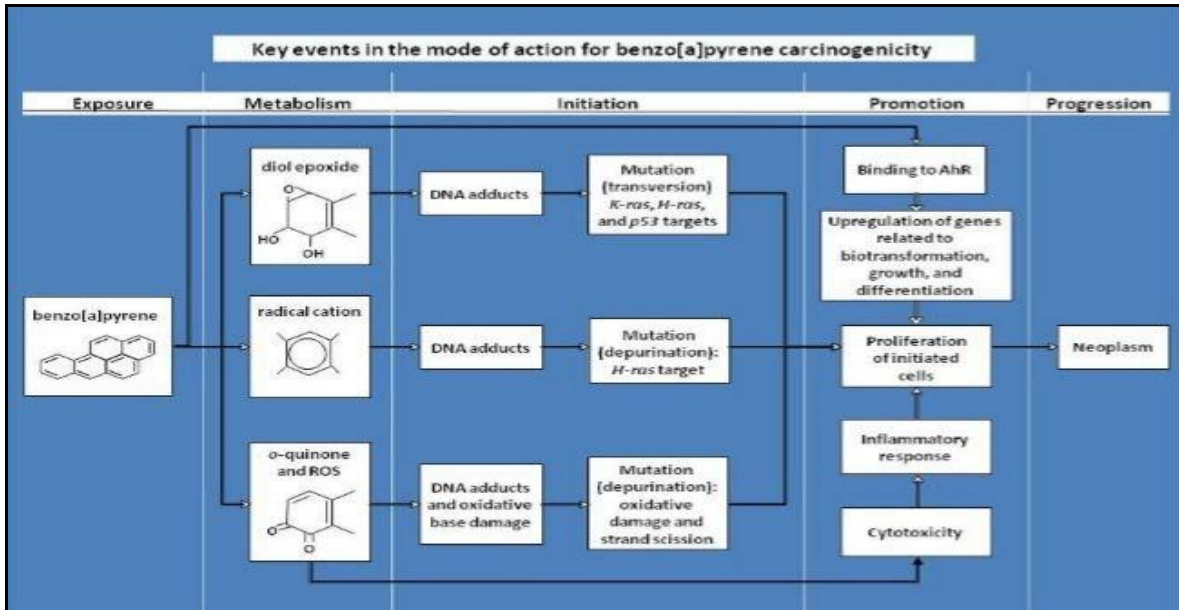 Key events in the mode of action for benzo[a]pyrene carcinogenicity
Exposure
Metabolism
Initiation
Promotion
Progression
benzo[a]pyrene
diol epoxide
O
HO
OH
DNA adducts
Mutation
(transversion)
K-ras, H-ras,
and p53 targets
radical cation
DNA adducts
Mutation
(depurination):
H-ras target
o-quinone
and ROS
O
O
DNA adducts
and oxidative
base damage
Mutation
(depurination):
oxidative
damage and
strand scission
Binding to AhR
Upregulation of genes
related to
biotransformation,
growth, and
differentiation
Proliferation
of initiated
cells
Inflammatory
response
Cytotoxicity
Neoplasm